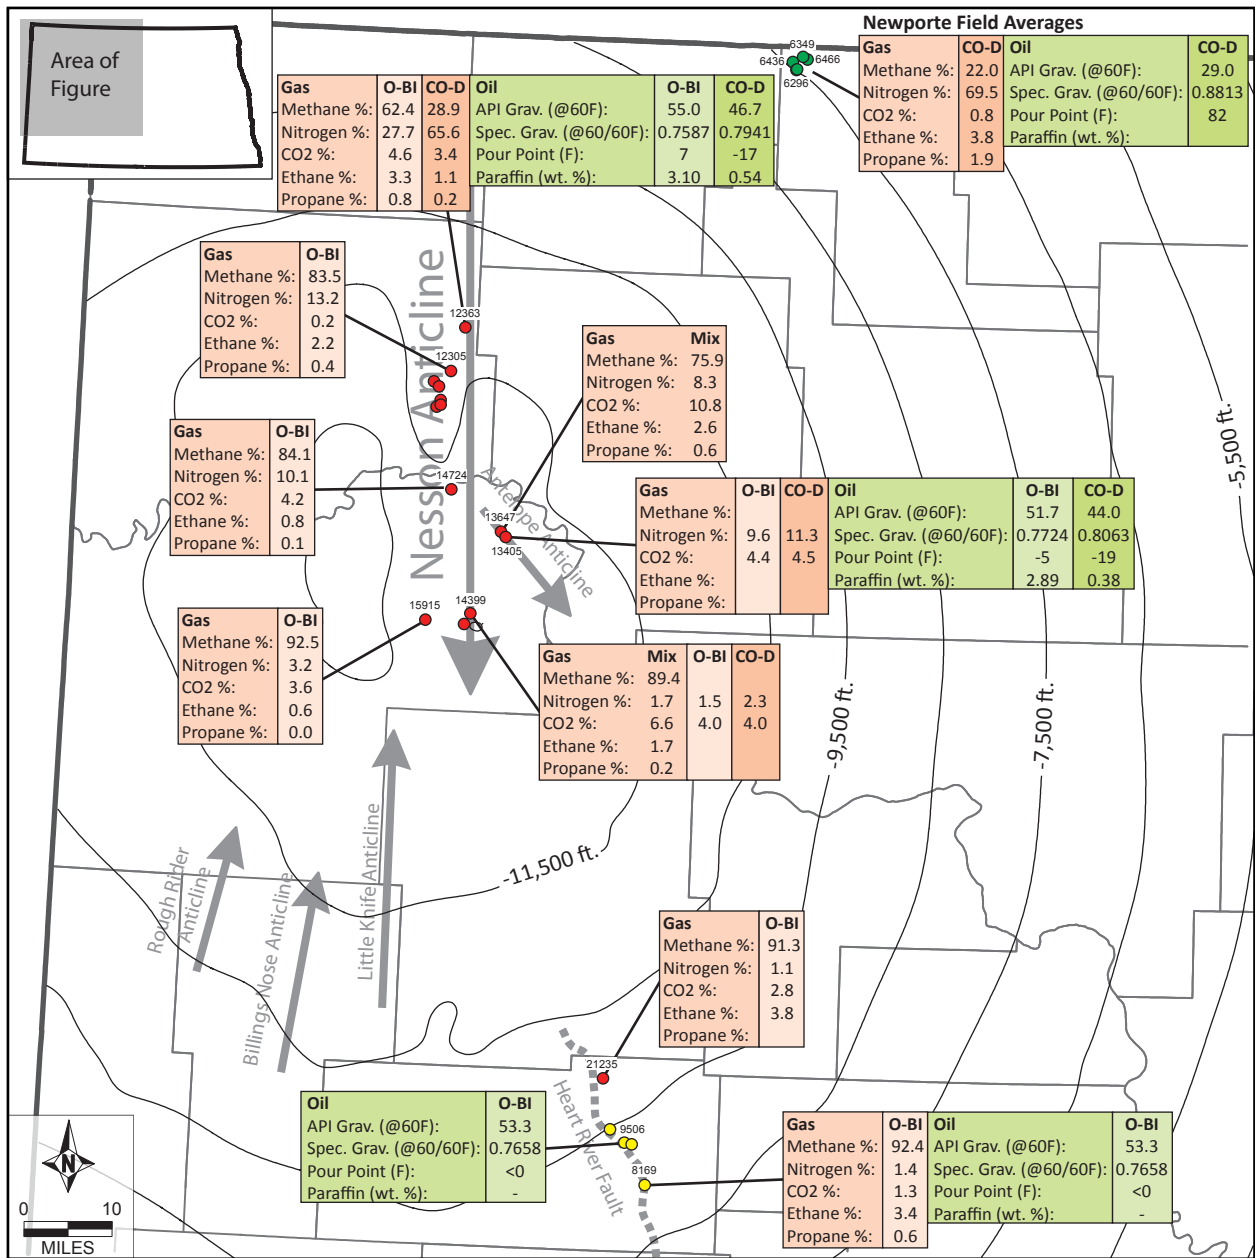 Area of
Figure
Newporte Field Averages
Gas CO-D Oil CO-D
Methane %: 22.0 API Grav. (@60F): 29.0
Nitrogen %: 69.5 Spec. Grav. (@60/60F): 0.8813
CO2 %: 0.8 Pour Point (F): 82
Ethane %: 3.8 Paraffin (wt. %):
Propane %: 1.9
6349
6436
6466
6296
Gas O-BI CO-D Oil O-BI CO-D
Methane %: 62.4 28.9 API Grav. (@60F): 55.0 46.7
Nitrogen %: 27.7 65.6 Spec. Grav. (@60/60F): 0.7587 0.7941
CO2 %: 4.6 3.4 Pour Point (F): 7 -17
Ethane %: 3.3 1.1 Paraffin (wt. %): 3.10 0.54
Propane %: 0.8 0.2
Gas O-BI
Methane %: 83.5
Nitrogen %: 13.2
CO2 %: 0.2
Ethane %: 2.2
Propane %: 0.4
Nesson Anticline
12363
12305
Gas Mix
Methane %: 75.9
Nitrogen %: 8.3
CO2 %: 10.8
Ethane %: 2.6
Propane %: 0.6
-5,500 ft.
Gas O-BI
Methane %: 84.1
Nitrogen %: 10.1
CO2 %: 4.2
Ethane %: 0.8
Propane %: 0.1
14724
Antelope Anticline
13647
13405
Gas O-BI CO-D Oil O-BI CO-D
Methane %: API Grav. (@60F): 51.7 44.0
Nitrogen %: 9.6 11.3 Spec. Grav. (@60/60F): 0.7724 0.8063
CO2 %: 4.4 4.5 Pour Point (F) -5 -19
Ethane %: Paraffin (wt. %): 2.89 0.38
Propane %:
15915
14399
Gas O-BI
Methane %: 92.5
Nitrogen %: 3.2
CO2 %: 3.6
Ethane %: 0.6
Propane %: 0.0
Gas Mix O-BI CO-D
Methane %: 89.4
Nitrogen %: 1.7 1.5 2.3
CO2 %: 6.6 4.0 4.0
Ethane %: 1.7
Propane %: 0.2
-9,500 ft.
-7,500 ft.
-11,500 ft.
Rough Rider
Anticline
Billings Nose Anticline
Little Knife Anticline
Gas O-BI
Methane %: 91.3
Nitrogen %: 1.1
CO2 %: 2.8
Ethane %: 3.8
Propane %:
21235
Heart River Fault
9506
8169
Oil O-BI
API Grav. (@60F): 53.3
Spec. Grav. (@60/60F): 0.7658
Pour Point (F): <0
Paraffin (wt. %): -
Gas O-BI Oil O-BI
Methane %: 92.4 API Grav. (@60F): 53.3
Nitrogen %: 1.4 Spec. Grav. (@60/60F): 0.7658
CO2 %: 1.3 Pour Point (F): <0
Ethane %: 3.4 Paraffin (wt. %): -
Propane %: 0.6
N
0 10
MILES